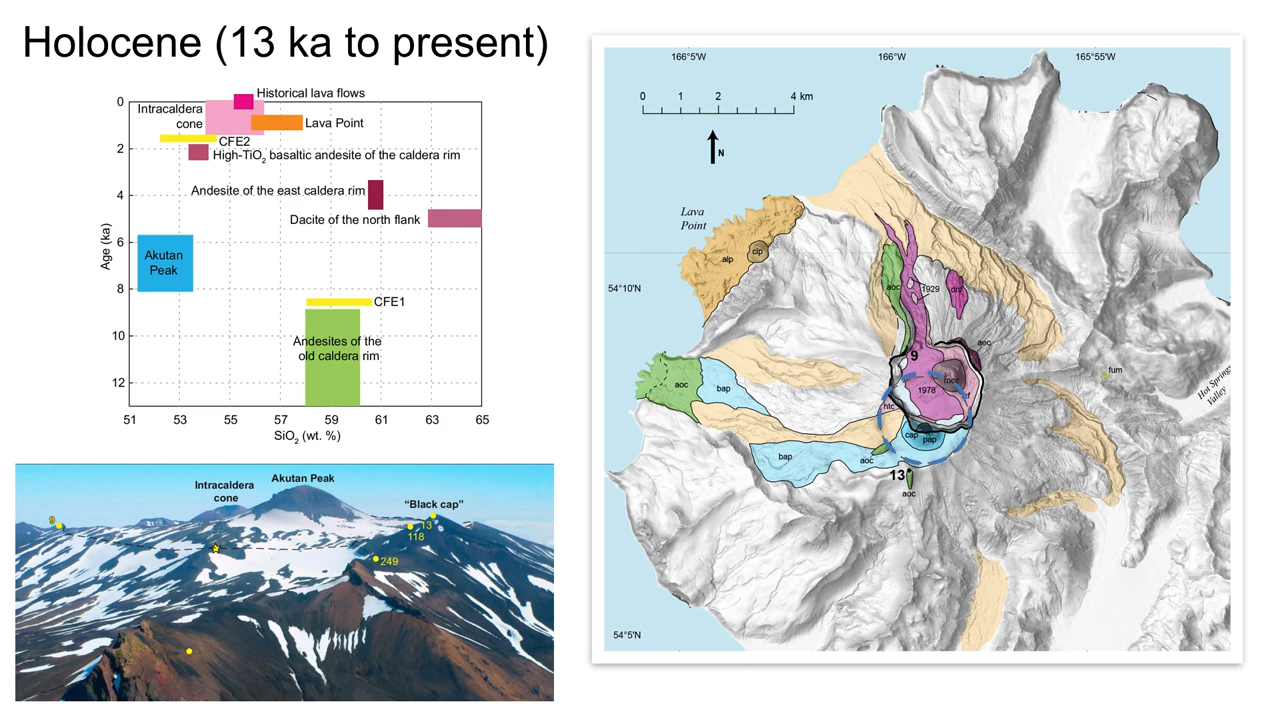 Holocene (13 ka to present)
Historical lava flows
Intracaldera
cone
Lava Point
CFE2
High-TiO2 basaltic andesite of the caldera rim
Andesite of the east caldera rim
Dacite of the north flank
Akutan
Peak
CFE1
Andesites of the
old caldera rim
Age (ka)
0
2
4
6
8
10
12
51
53
55
57
59
61
63
65
SiO2 (wt. %)
Intracaldera
cone
Akutan Peak
“Black cap”
9
13
118
249
166°5'W
166°W
165°55'W
0
1
2
4 km
N
Lava
Point
alp
clp
54°10'N
aoc
1929
dnf
9
aoc
mcc
1978
fum
Hot Springs
Valley
aoc
bap
htc
cap
pap
bap
aoc
13
aoc
54°5'N